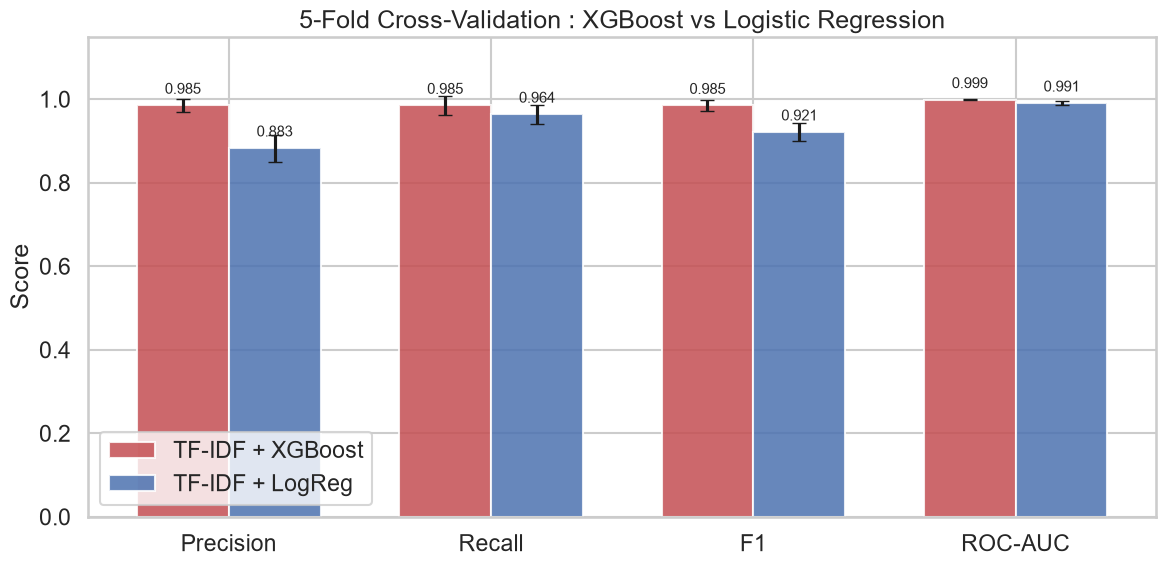 5-Fold Cross-Validation : XGBoost vs Logistic Regression
Score
1.0
0.8
0.6
0.4
0.2
0.0
0.985
0.883
0.985
0.964
0.985
0.921
0.999
0.991
TF-IDF + XGBoost
TF-IDF + LogReg
Precision
Recall
F1
ROC-AUC